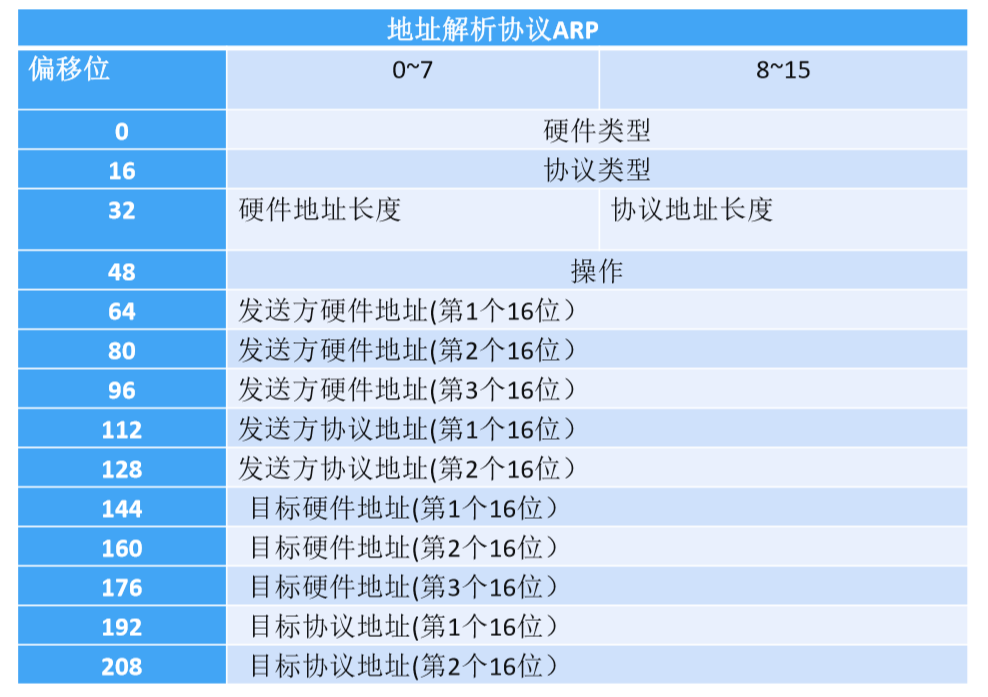 地址解析协议ARP
偏移位 0~7 8~15
0 硬件类型
16 协议类型
32 硬件地址长度 协议地址长度
48 操作
64 发送方硬件地址(第1个16位）
80 发送方硬件地址(第2个16位）
96 发送方硬件地址(第3个16位）
112 发送方协议地址(第1个16位）
128 发送方协议地址(第2个16位）
144 目标硬件地址(第1个16位）
160 目标硬件地址(第2个16位）
176 目标硬件地址(第3个16位）
192 目标协议地址(第1个16位）
208 目标协议地址(第2个16位）